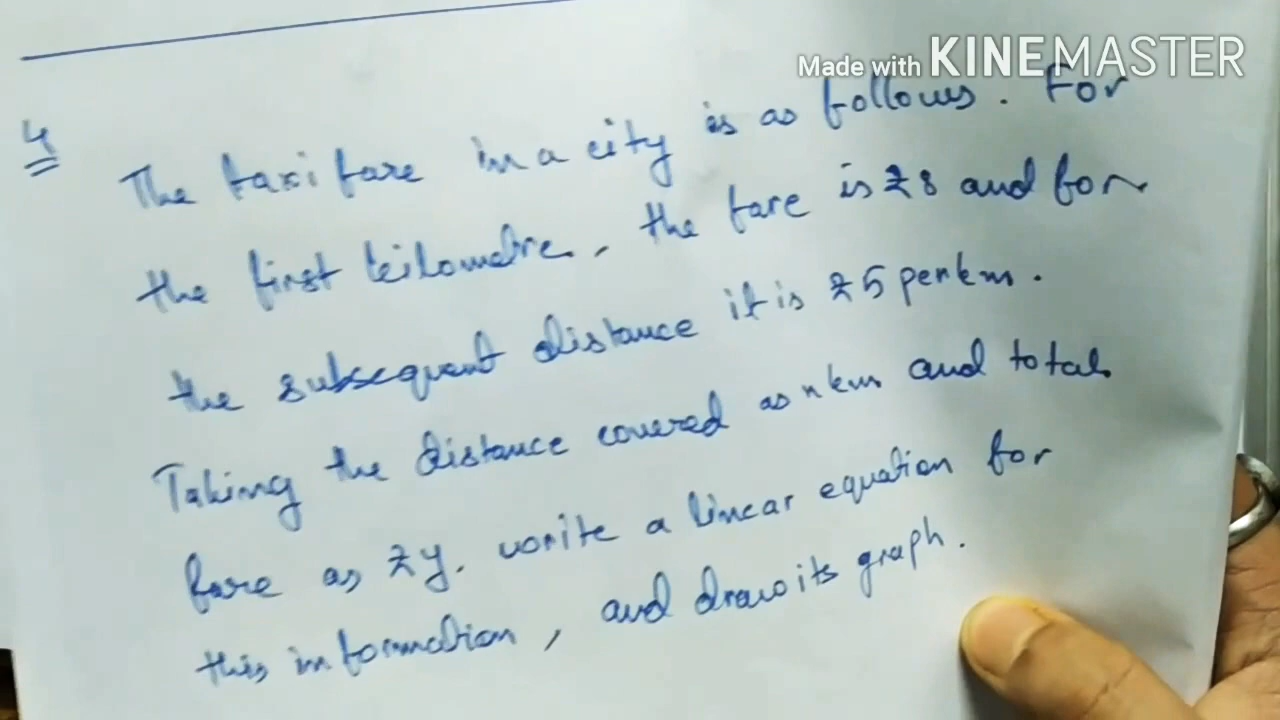 Made with KINEMASTER
4
The taxi fare in a city is as follows. For
the first kilometre, the fare is ₹8 and for
the subsequent distance it is ₹5 per km.
Taking the distance covered as x km and total
fare as ₹y. write a linear equation for
this information, and draw its graph.